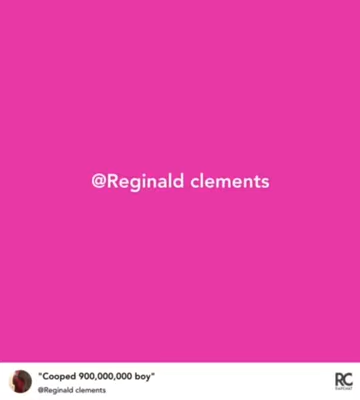 @Reginald clements
"Cooped 900,000,000 boy"
@Reginald clements
RC